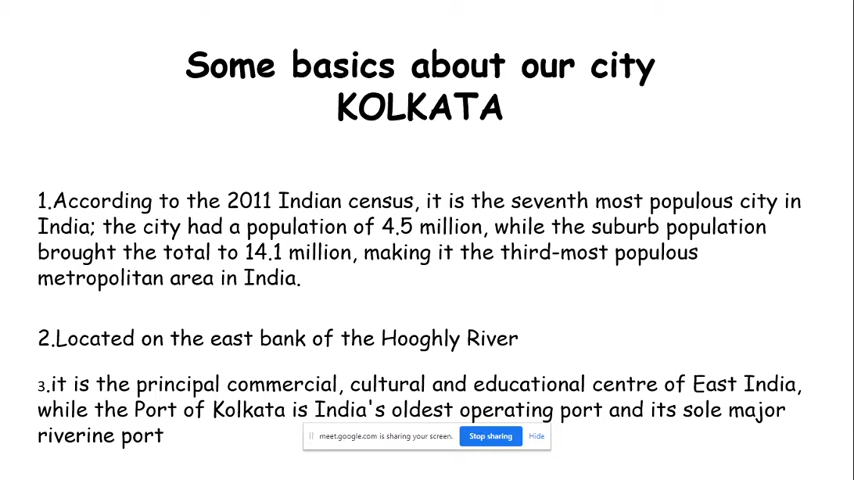 Some basics about our city
KOLKATA
1.According to the 2011 Indian census, it is the seventh most populous city in
India; the city had a population of 4.5 million, while the suburb population
brought the total to 14.1 million, making it the third-most populous
metropolitan area in India.
2.Located on the east bank of the Hooghly River
3.it is the principal commercial, cultural and educational centre of East India,
while the Port of Kolkata is India's oldest operating port and its sole major
riverine port
meet.google.com is sharing your screen. Stop sharing Hide